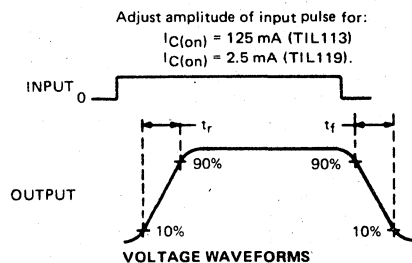 Adjust amplitude of input pulse for:
IC(on) = 125 mA (TIL113)
IC(on) = 2.5 mA (TIL119).
INPUT
0
tr
tf
90%
90%
OUTPUT
10%
10%
VOLTAGE WAVEFORMS